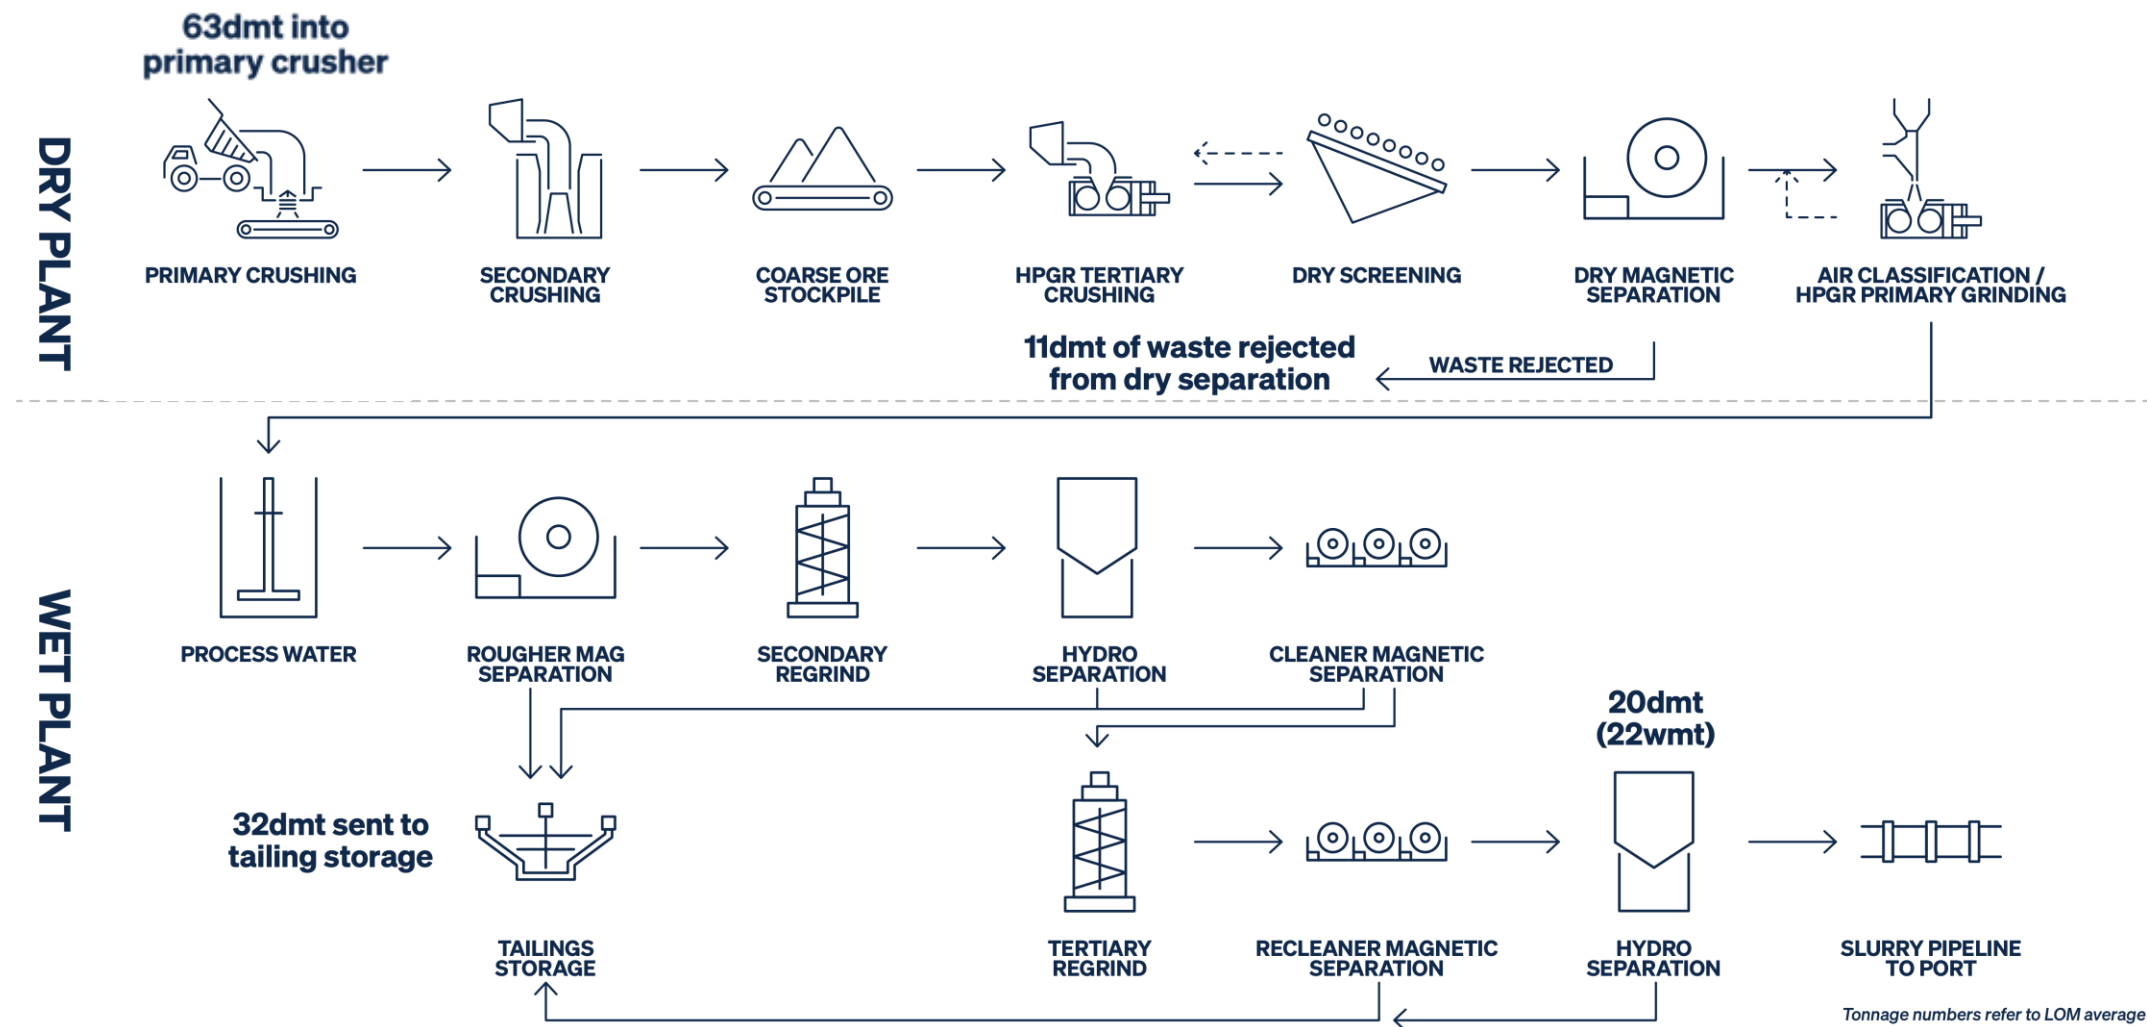 63dmt into
primary crusher
DRY PLANT
PRIMARY CRUSHING
SECONDARY
CRUSHING
COARSE ORE
STOCKPILE
HPGR TERTIARY
CRUSHING
DRY SCREENING
DRY MAGNETIC
SEPARATION
AIR CLASSIFICATION /
HPGR PRIMARY GRINDING
11dmt of waste rejected
from dry separation
WASTE REJECTED
WET PLANT
PROCESS WATER
ROUGHER MAG
SEPARATION
SECONDARY
REGRIND
HYDRO
SEPARATION
CLEANER MAGNETIC
SEPARATION
20dmt
(22wmt)
32dmt sent to
tailing storage
TAILINGS
STORAGE
TERTIARY
REGRIND
RECLEANER MAGNETIC
SEPARATION
HYDRO
SEPARATION
SLURRY PIPELINE
TO PORT
Tonnage numbers refer to LOM average